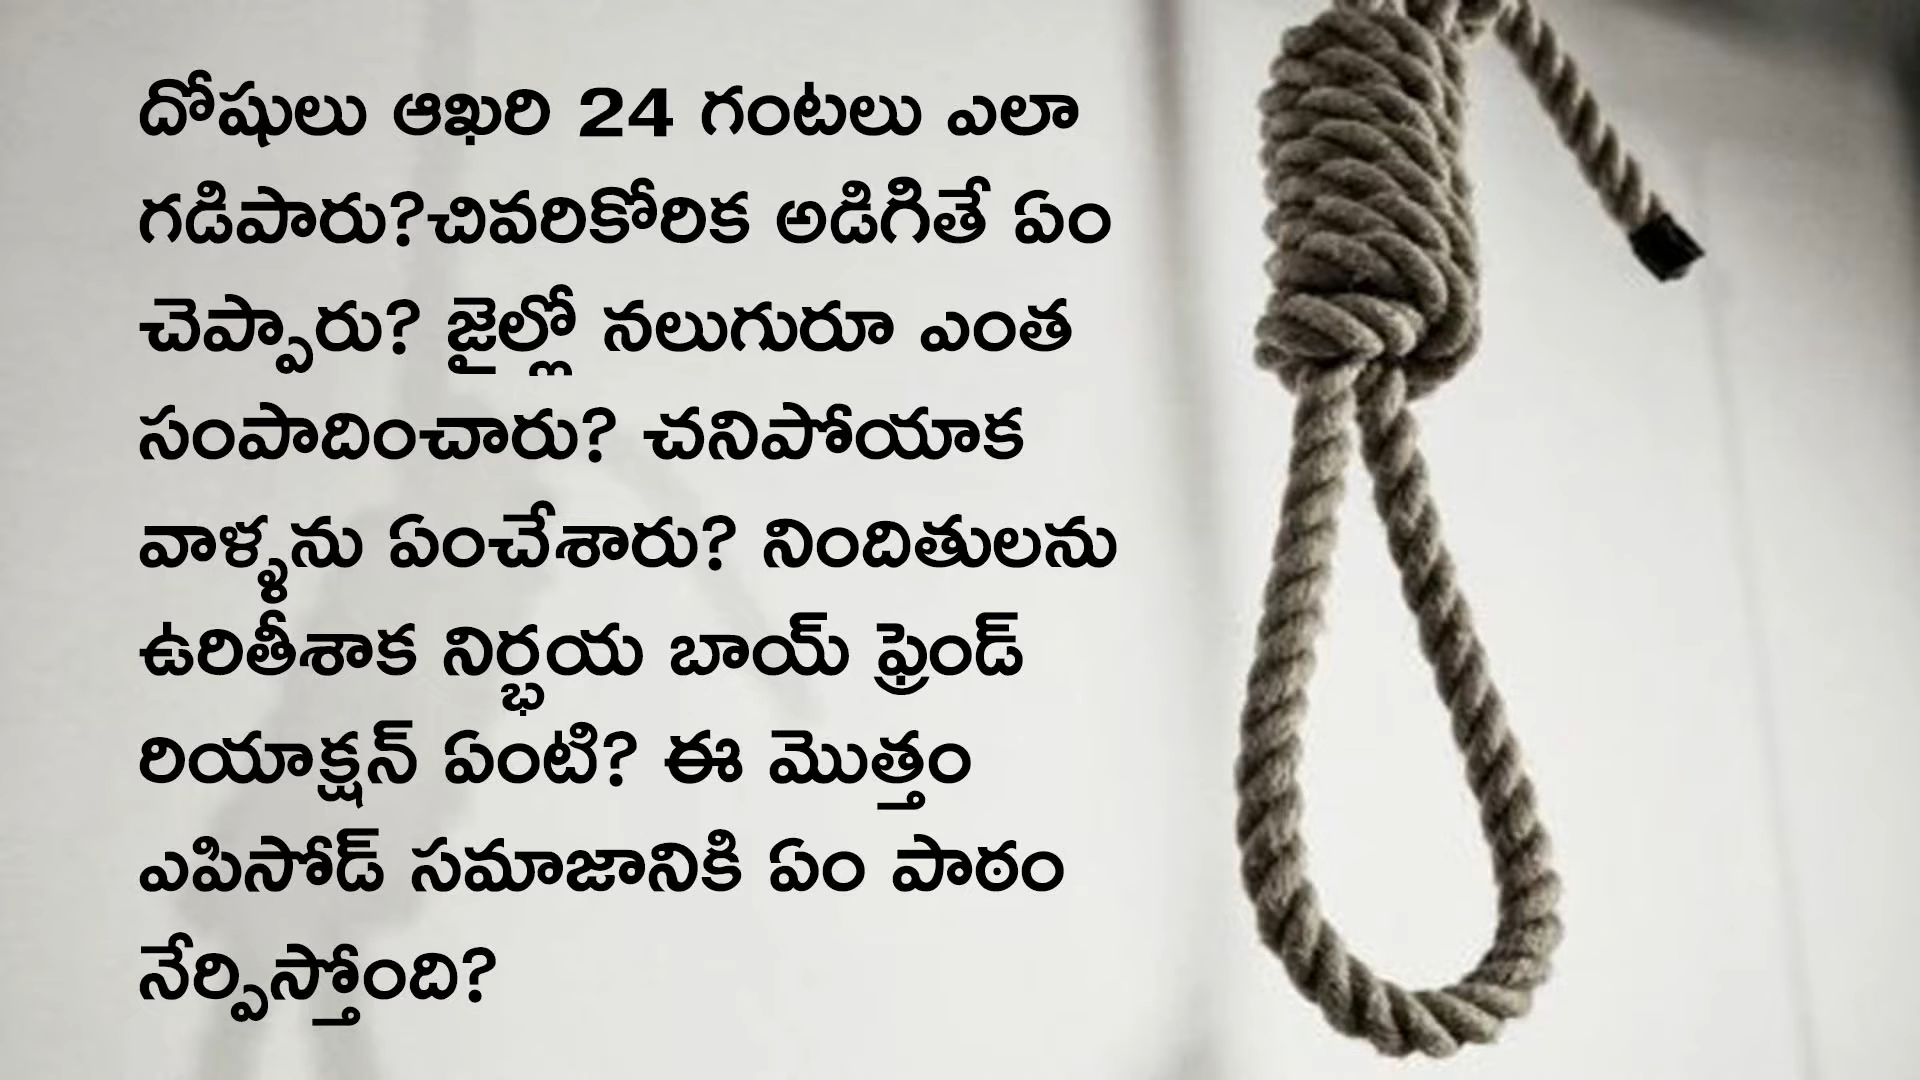 దోషులు ఆఖరి 24 గంటలు ఎలా
గడిపారు?చివరికోరిక అడిగితే ఏం
చెప్పారు? జైల్లో నలుగురూ ఎంత
సంపాదించారు? చనిపోయాక
వాళ్ళను ఏంచేశారు? నిందితులను
ఉరితీశాక నిర్భయ బాయ్ ఫ్రెండ్
రియాక్షన్ ఏంటి? ఈ మొత్తం
ఎపిసోడ్ సమాజానికి ఏం పాఠం
నేర్పిస్తోంది?